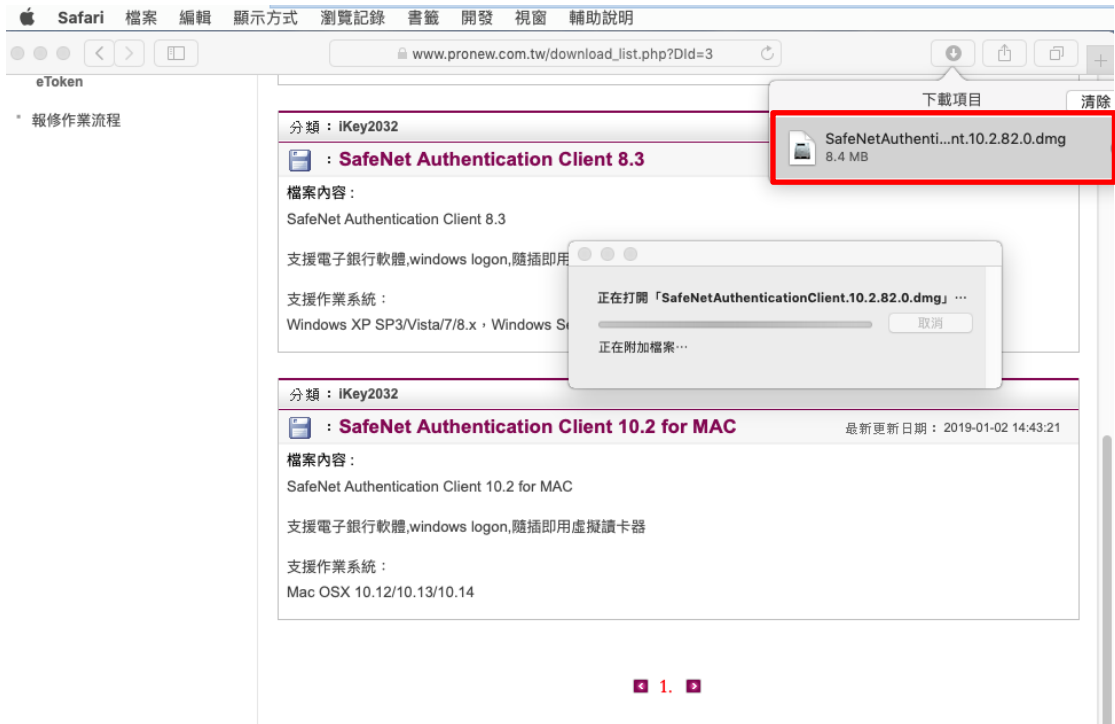 Safari 檔案 編輯 顯示方式 瀏覽記錄 書籤 開發 視窗 輔助說明
www.pronew.com.tw/download_list.php?DId=3
eToken
報修作業流程
下載項目
清除
SafeNetAuthenti...nt.10.2.82.0.dmg
8.4 MB
分類：iKey2032
：SafeNet Authentication Client 8.3
檔案內容：
SafeNet Authentication Client 8.3
支援電子銀行軟體,windows logon,隨插即用
支援作業系統：
Windows XP SP3/Vista/7/8.x，Windows Se
正在打開「SafeNetAuthenticationClient.10.2.82.0.dmg」…
取消
正在附加檔案…
分類：iKey2032
：SafeNet Authentication Client 10.2 for MAC
最新更新日期：2019-01-02 14:43:21
檔案內容：
SafeNet Authentication Client 10.2 for MAC
支援電子銀行軟體,windows logon,隨插即用虛擬讀卡器
支援作業系統：
Mac OSX 10.12/10.13/10.14
1.